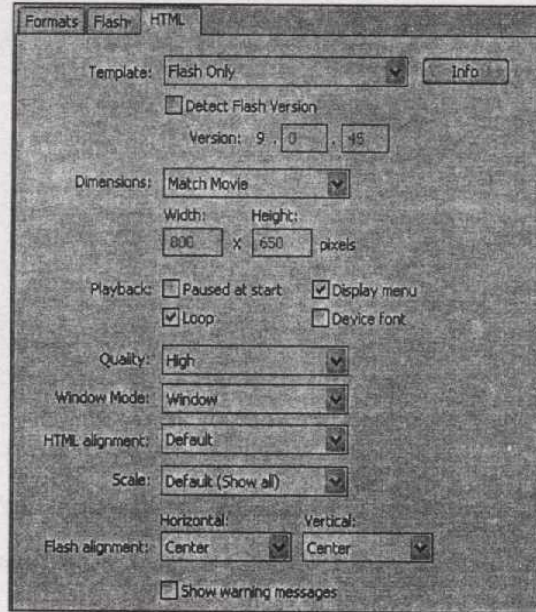 Formats Flash HTML
Template: Flash Only Info
Detect Flash Version
Version: 9 . 0 . 45
Dimensions: Match Movie
Width: Height:
800 X 650 pixels
Playback: Paused at start Display menu
Loop Device font
Quality: High
Window Mode: Window
HTML alignment: Default
Scale: Default (Show all)
Horizontal: Vertical:
Flash alignment: Center Center
Show warning messages